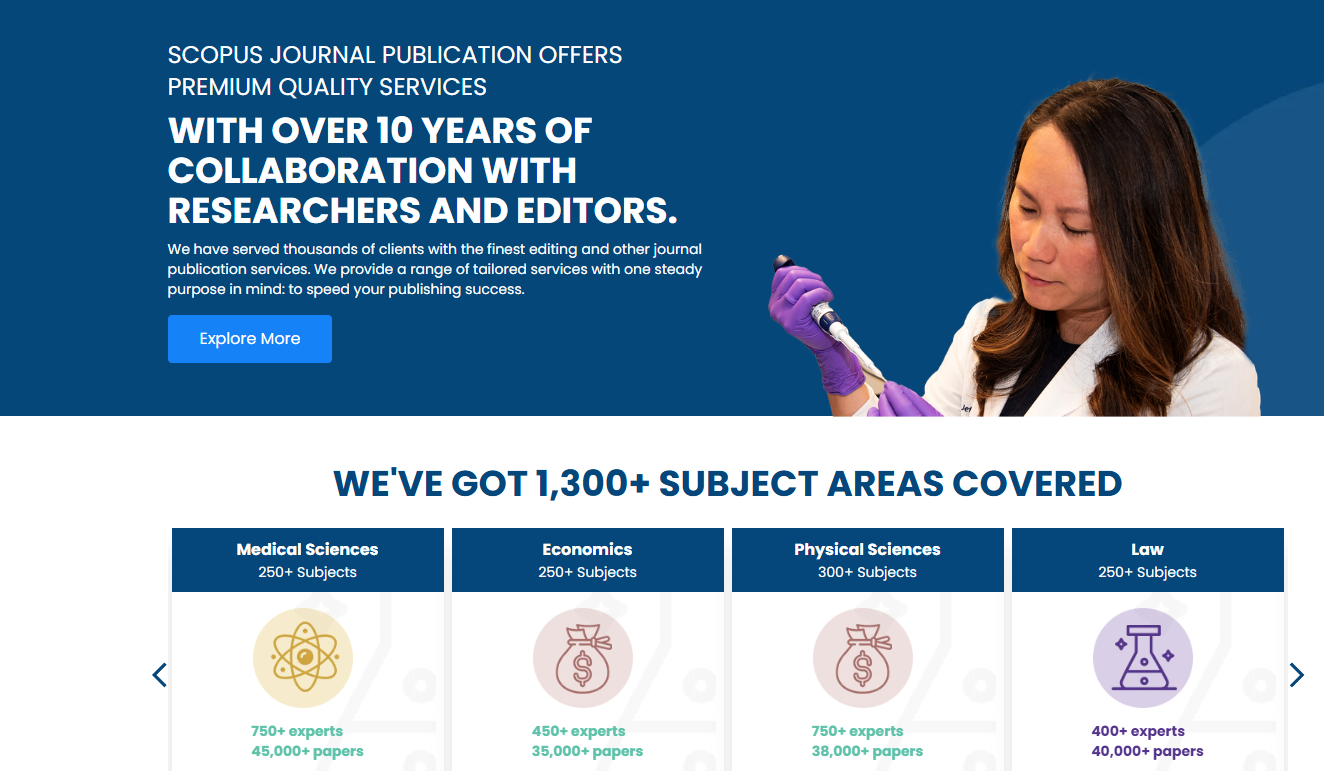 SCOPUS JOURNAL PUBLICATION OFFERS
PREMIUM QUALITY SERVICES
WITH OVER 10 YEARS OF
COLLABORATION WITH
RESEARCHERS AND EDITORS.
We have served thousands of clients with the finest editing and other journal
publication services. We provide a range of tailored services with one steady
purpose in mind: to speed your publishing success.
Explore More
WE'VE GOT 1,300+ SUBJECT AREAS COVERED
Medical Sciences
250+ Subjects
750+ experts
45,000+ papers
Economics
250+ Subjects
$
450+ experts
35,000+ papers
Physical Sciences
300+ Subjects
$
750+ experts
38,000+ papers
Law
250+ Subjects
400+ experts
40,000+ papers